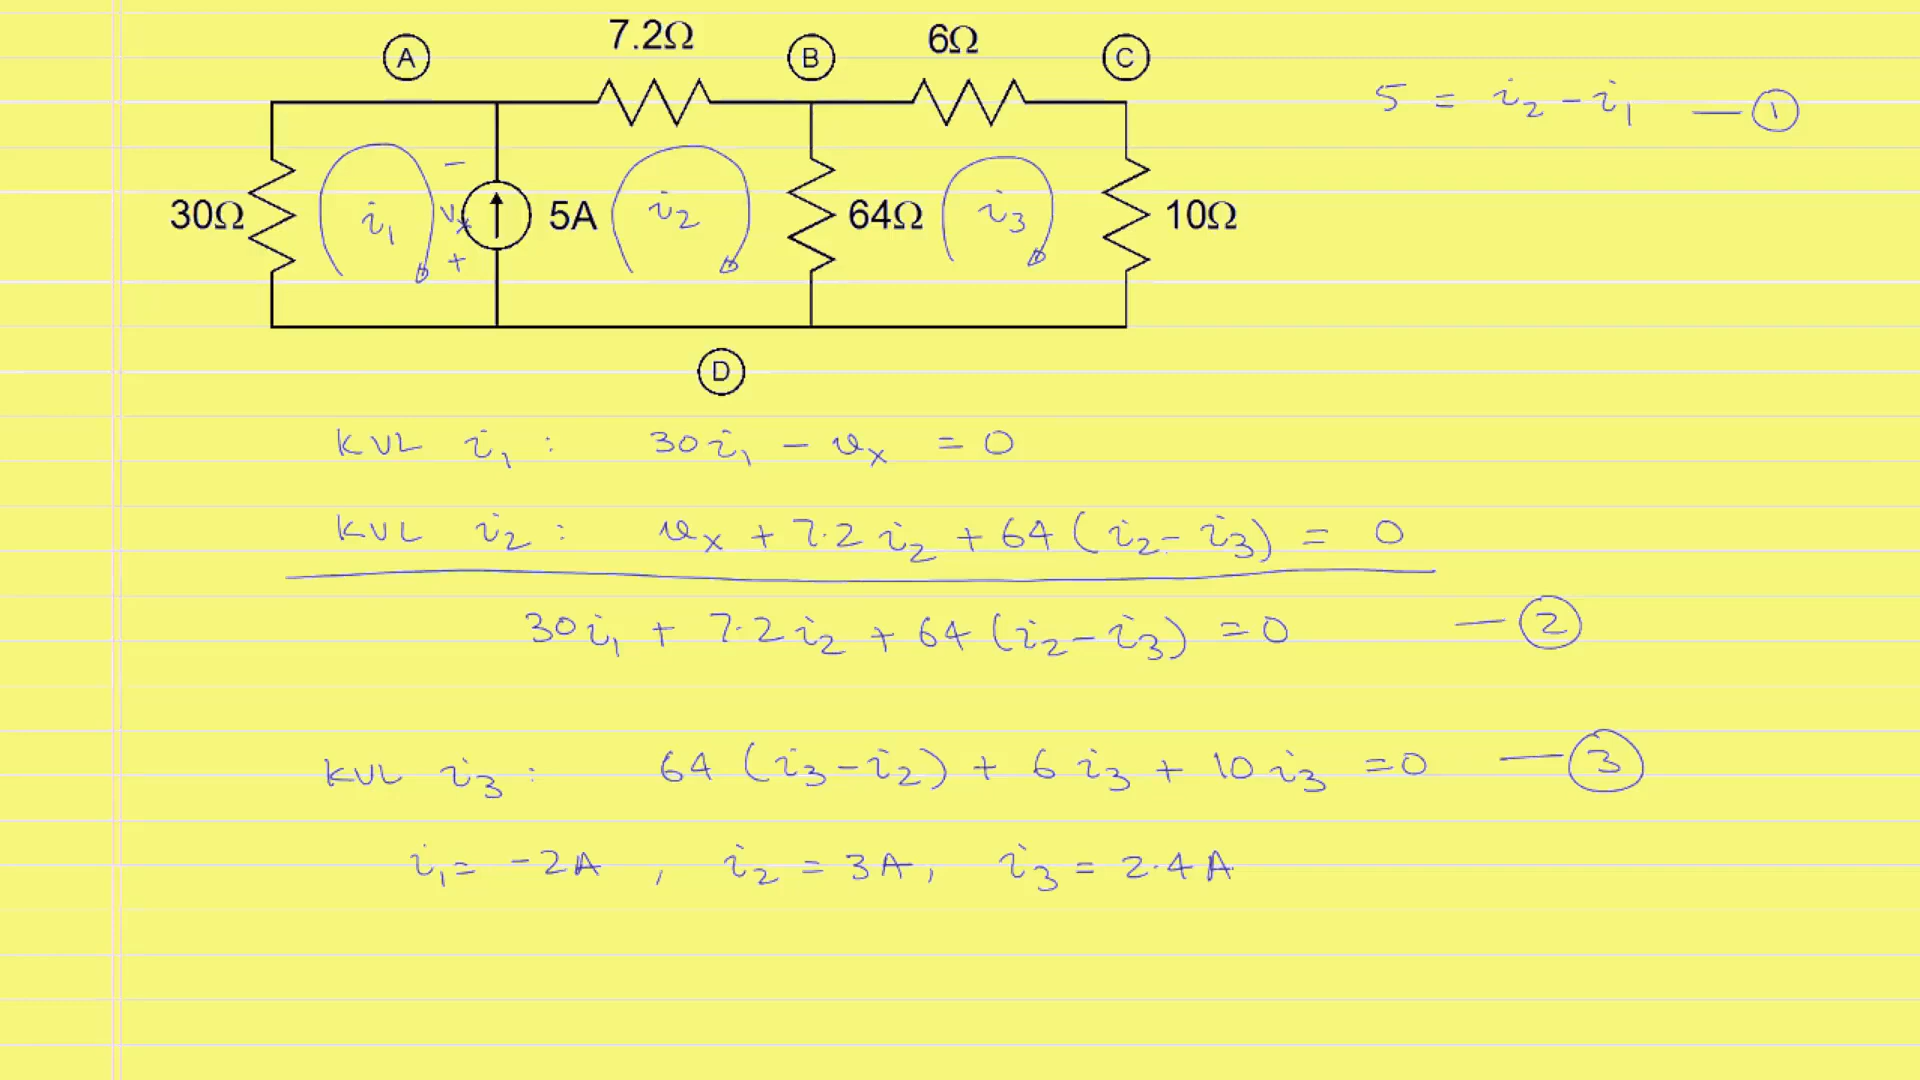 7.2Ω 6Ω
A B C
5 = i₂ - i₁ — 1
30Ω i₁ - vₓ + 5A i₂ 64Ω i₃ 10Ω
D
KVL i₁ : 30i₁ - vₓ = 0
KVL i₂ : vₓ + 7.2 i₂ + 64 (i₂ - i₃) = 0
30i₁ + 7.2 i₂ + 64 (i₂ - i₃) = 0 — 2
KVL i₃ : 64 (i₃ - i₂) + 6 i₃ + 10 i₃ = 0 — 3
i₁ = -2A , i₂ = 3A, i₃ = 2.4A